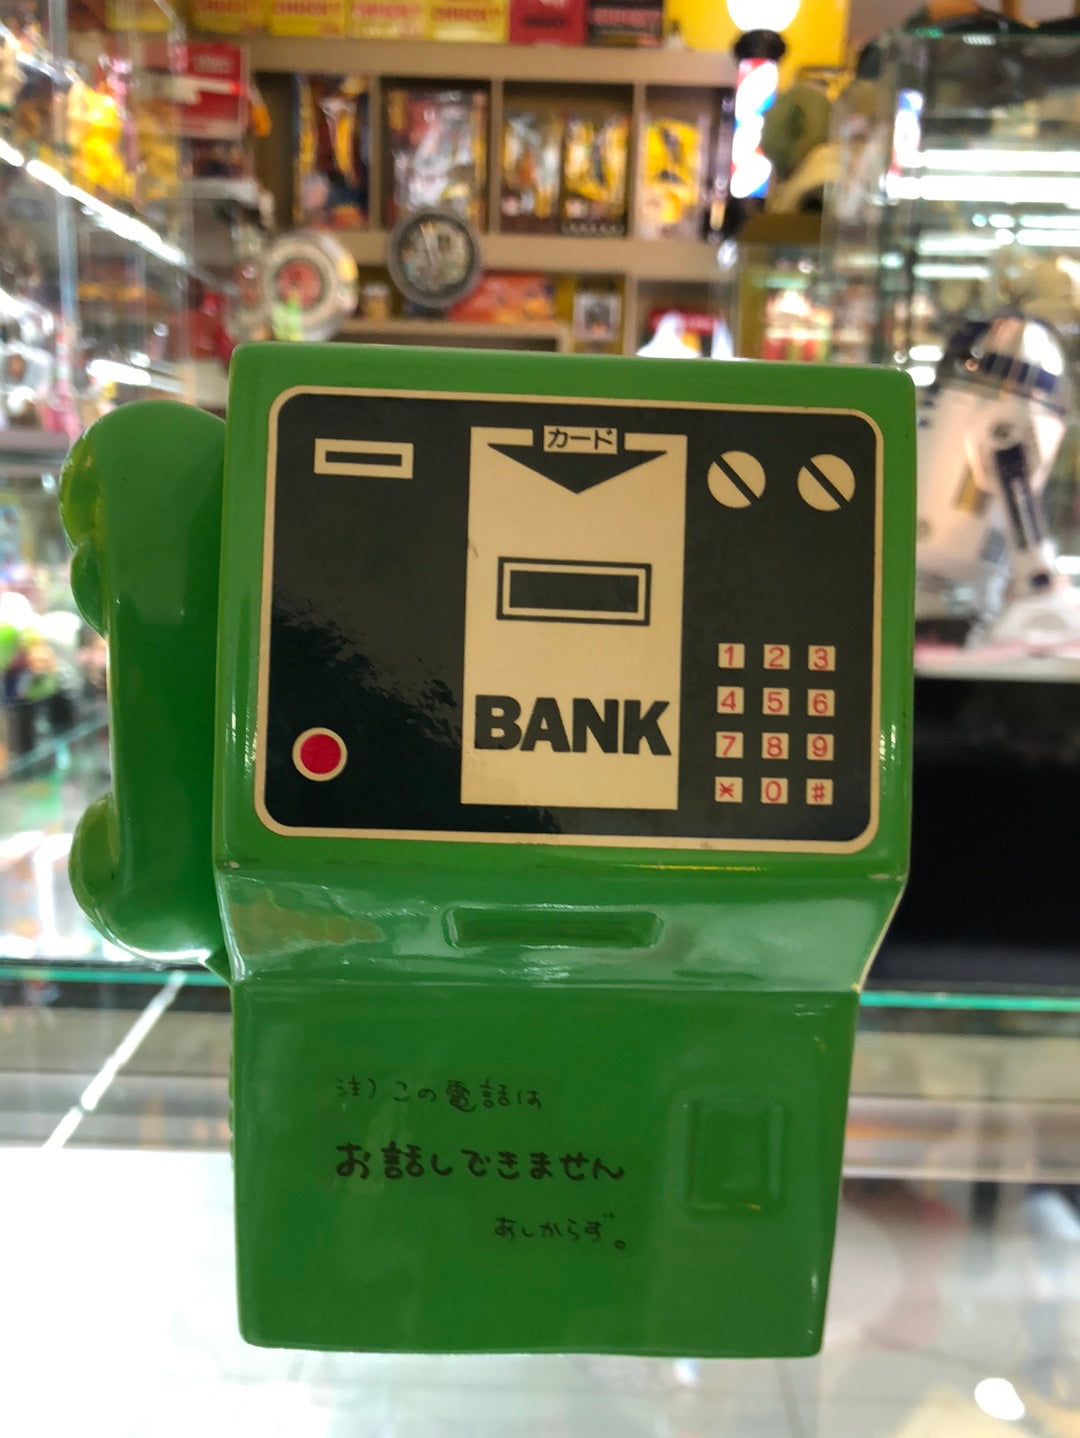 カード
BANK
1 2 3
4 5 6
7 8 9
* 0 #
注)この電話は
お話しできません
あしからず。